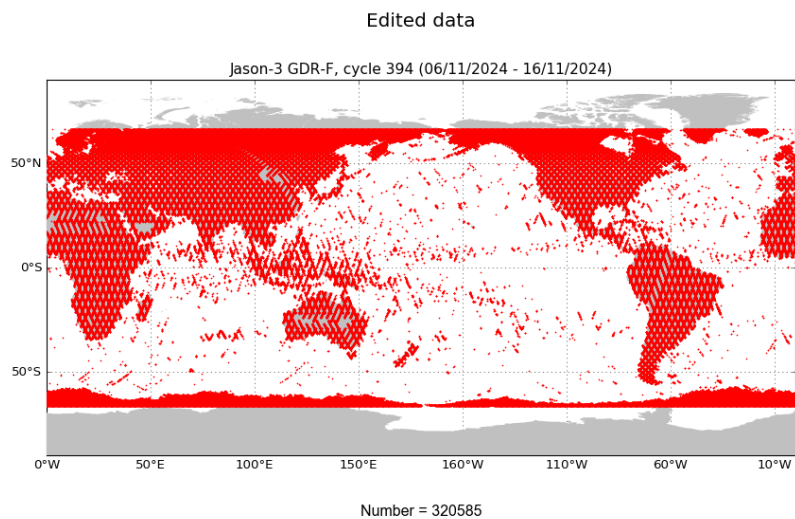 Edited data
Jason-3 GDR-F, cycle 394 (06/11/2024 - 16/11/2024)
50°N
0°S
50°S
0°W 50°E 100°E 150°E 160°W 110°W 60°W 10°W
Number = 320585